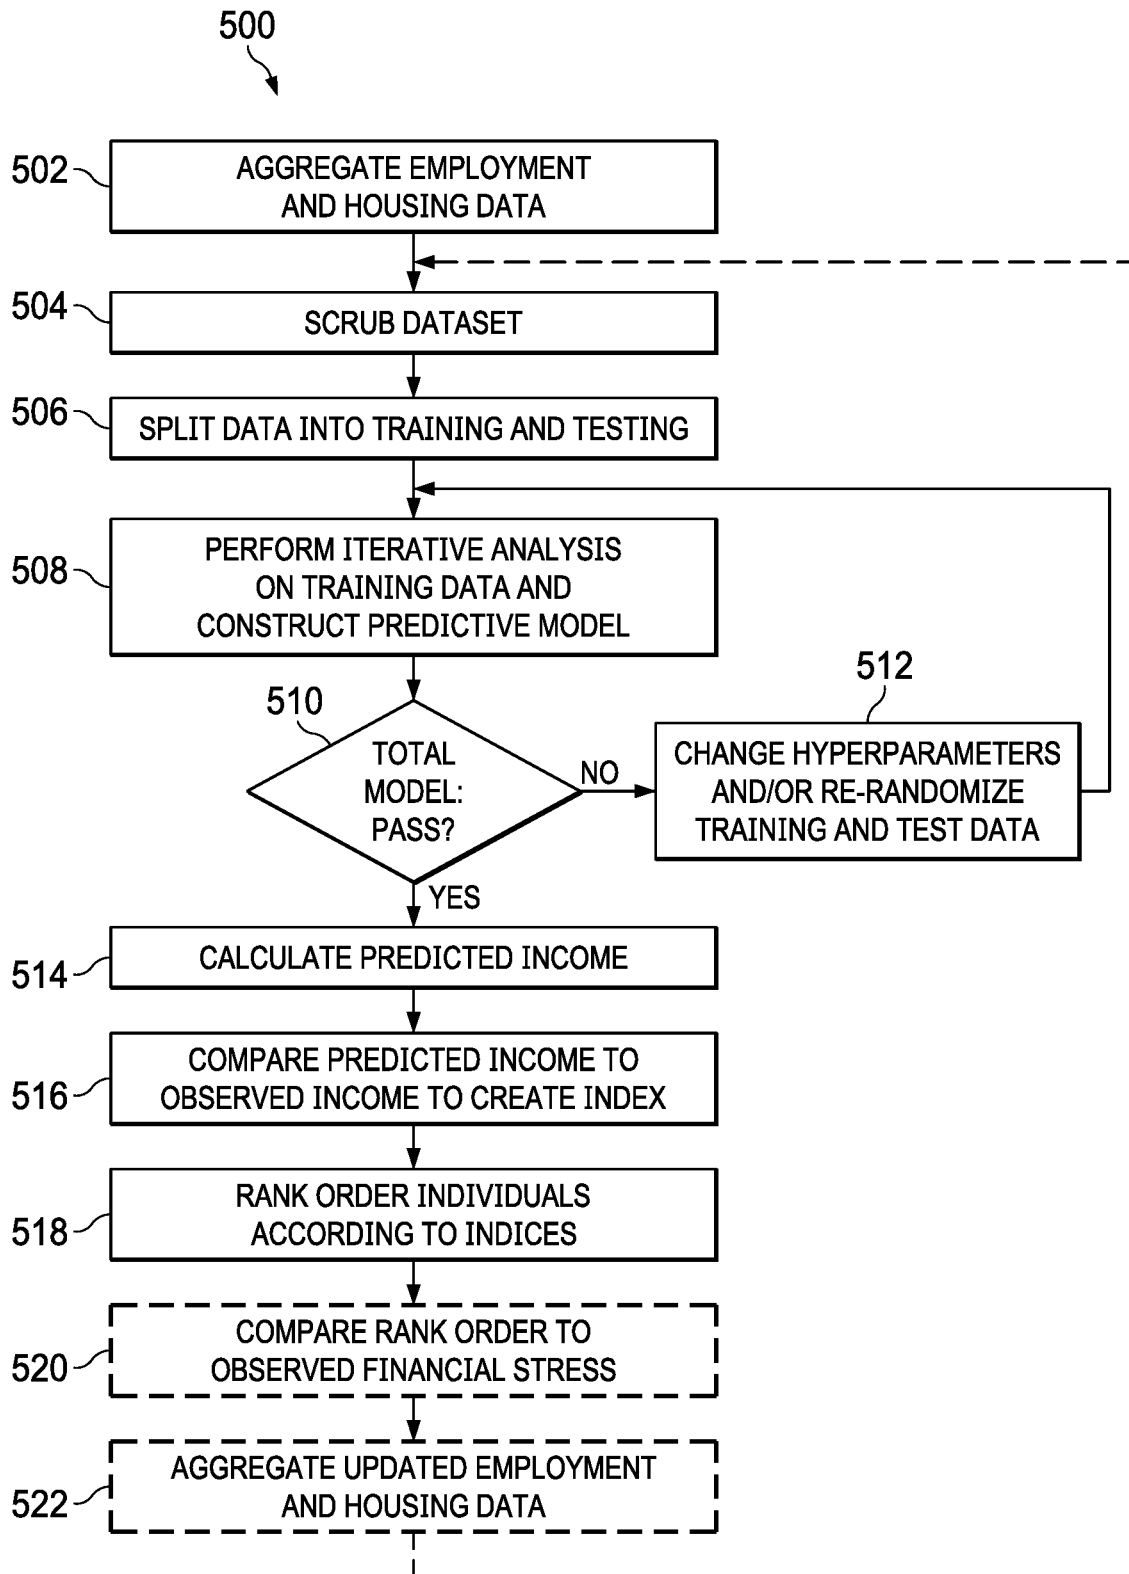 500
502
AGGREGATE EMPLOYMENT
AND HOUSING DATA
504
SCRUB DATASET
506
SPLIT DATA INTO TRAINING AND TESTING
508
PERFORM ITERATIVE ANALYSIS
ON TRAINING DATA AND
CONSTRUCT PREDICTIVE MODEL
510
TOTAL
MODEL:
PASS?
NO
512
CHANGE HYPERPARAMETERS
AND/OR RE-RANDOMIZE
TRAINING AND TEST DATA
YES
514
CALCULATE PREDICTED INCOME
516
COMPARE PREDICTED INCOME TO
OBSERVED INCOME TO CREATE INDEX
518
RANK ORDER INDIVIDUALS
ACCORDING TO INDICES
520
COMPARE RANK ORDER TO
OBSERVED FINANCIAL STRESS
522
AGGREGATE UPDATED EMPLOYMENT
AND HOUSING DATA